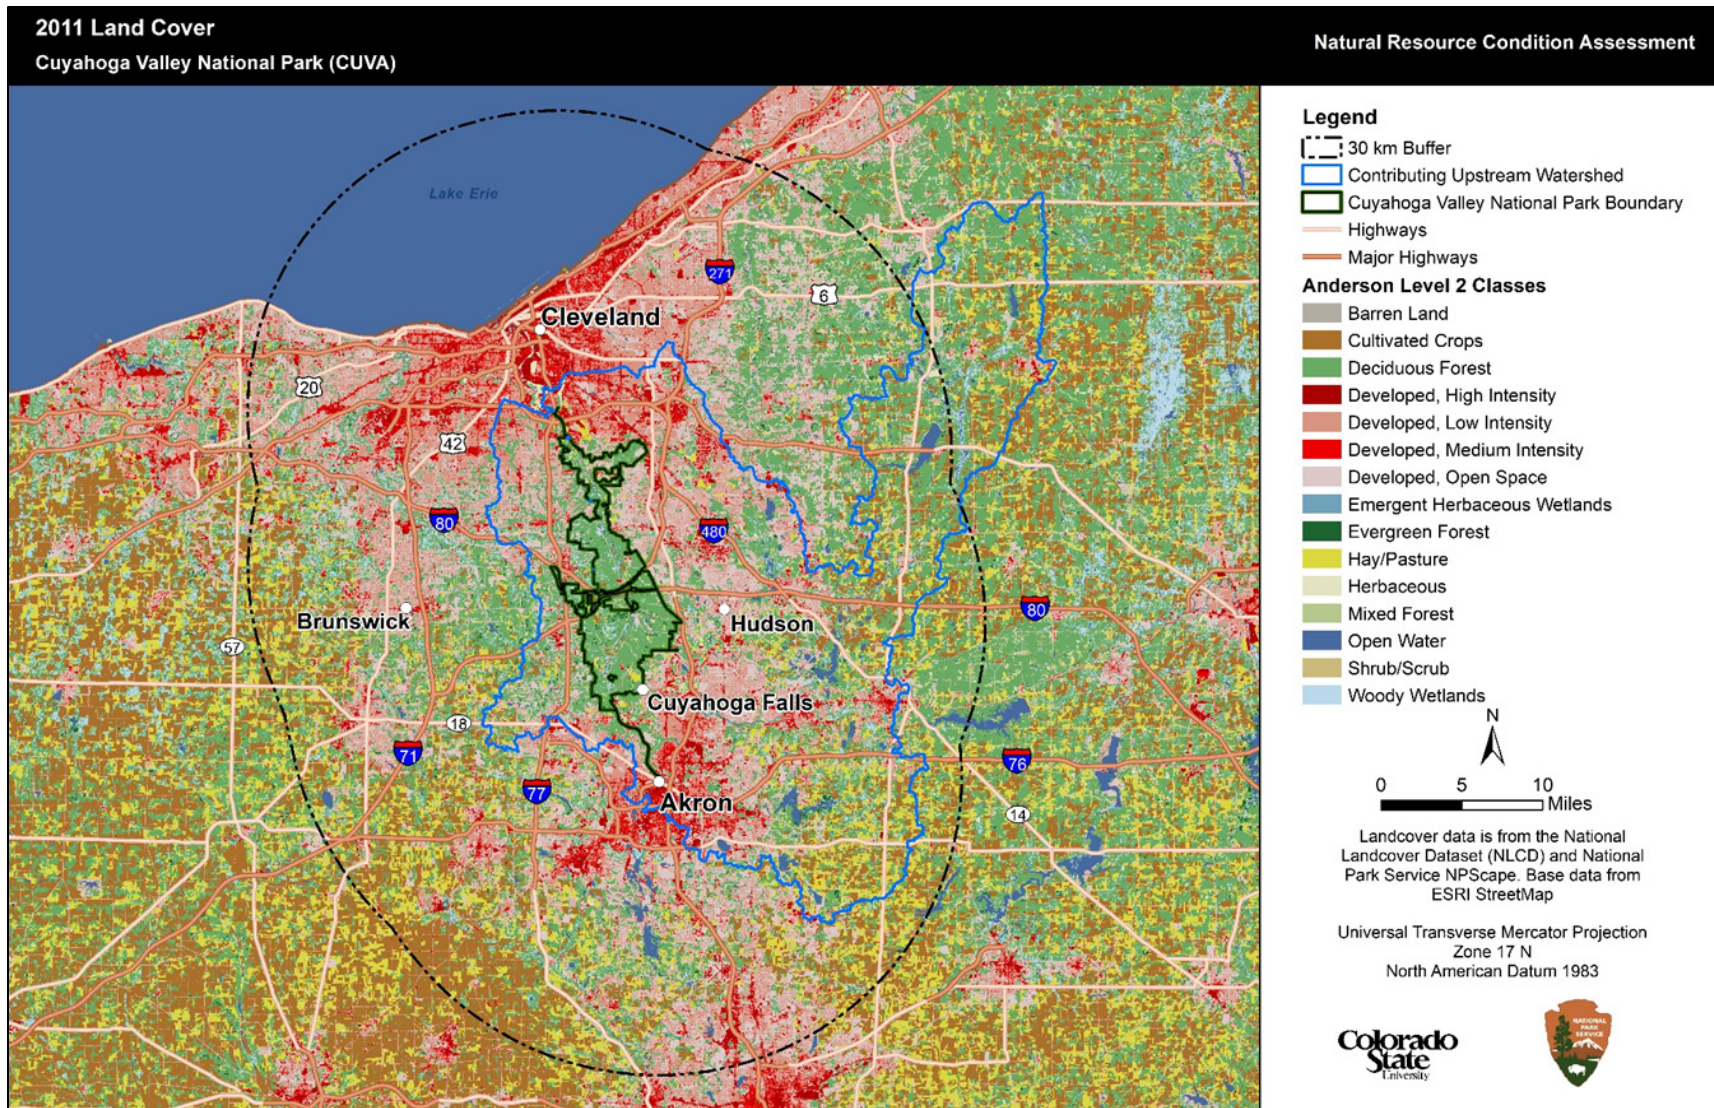 2011 Land Cover
Cuyahoga Valley National Park (CUVA)
Natural Resource Condition Assessment
Lake Erie
271
6
Cleveland
20
42
80
480
Brunswick
Hudson
80
57
Cuyahoga Falls
18
71
76
77
Akron
14
Legend
30 km Buffer
Contributing Upstream Watershed
Cuyahoga Valley National Park Boundary
Highways
Major Highways
Anderson Level 2 Classes
Barren Land
Cultivated Crops
Deciduous Forest
Developed, High Intensity
Developed, Low Intensity
Developed, Medium Intensity
Developed, Open Space
Emergent Herbaceous Wetlands
Evergreen Forest
Hay/Pasture
Herbaceous
Mixed Forest
Open Water
Shrub/Scrub
Woody Wetlands
N
0 5 10
Miles
Landcover data is from the National
Landcover Dataset (NLCD) and National
Park Service NPScape. Base data from
ESRI StreetMap
Universal Transverse Mercator Projection
Zone 17 N
North American Datum 1983
Colorado
State
University
NATIONAL
PARK
SERVICE